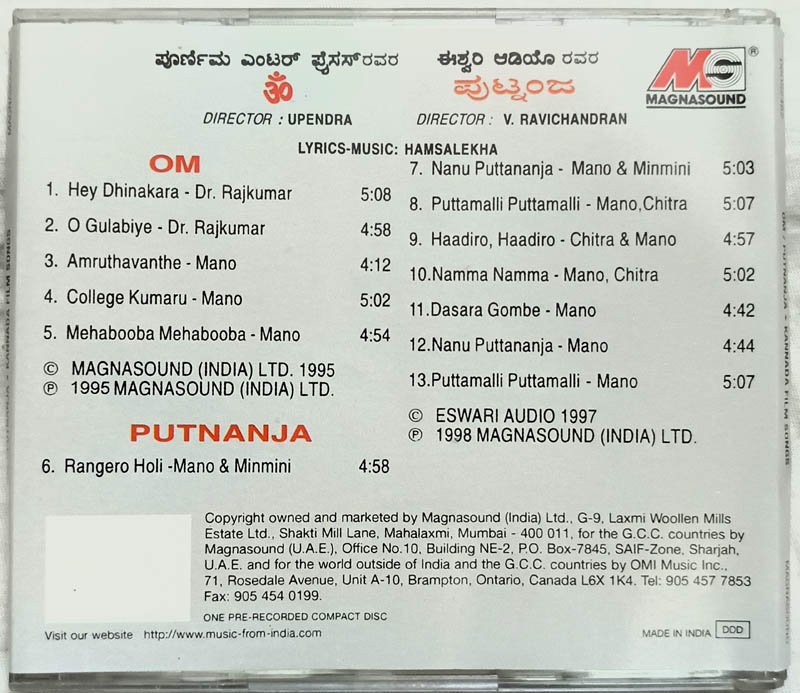 ಪೂರ್ಣಿಮ ಎಂಟರ್ ಪ್ರೈಸಸ್ ರವರ
ಓಂ
DIRECTOR : UPENDRA
ಈಶ್ವರಿ ಆಡಿಯೊ ರವರ
ಪುಟ್ನಂಜ
DIRECTOR : V. RAVICHANDRAN
MAGNASOUND
LYRICS-MUSIC: HAMSALEKHA
OM
1. Hey Dhinakara - Dr. Rajkumar 5:08
2. O Gulabiye - Dr. Rajkumar 4:58
3. Amruthavanthe - Mano 4:12
4. College Kumaru - Mano 5:02
5. Mehabooba Mehabooba - Mano 4:54
© MAGNASOUND (INDIA) LTD. 1995
℗ 1995 MAGNASOUND (INDIA) LTD.
PUTNANJA
6. Rangero Holi -Mano & Minmini 4:58
7. Nanu Puttananja - Mano & Minmini 5:03
8. Puttamalli Puttamalli - Mano,Chitra 5:07
9. Haadiro, Haadiro - Chitra & Mano 4:57
10.Namma Namma - Mano, Chitra 5:02
11.Dasara Gombe - Mano 4:42
12.Nanu Puttananja - Mano 4:44
13.Puttamalli Puttamalli - Mano 5:07
© ESWARI AUDIO 1997
℗ 1998 MAGNASOUND (INDIA) LTD.
Copyright owned and marketed by Magnasound (India) Ltd., G-9, Laxmi Woollen Mills
Estate Ltd., Shakti Mill Lane, Mahalaxmi, Mumbai - 400 011, for the G.C.C. countries by
Magnasound (U.A.E.), Office No.10, Building NE-2, P.O. Box-7845, SAIF-Zone, Sharjah,
U.A.E. and for the world outside of India and the G.C.C. countries by OMI Music Inc.,
71, Rosedale Avenue, Unit A-10, Brampton, Ontario, Canada L6X 1K4. Tel: 905 457 7853
Fax: 905 454 0199.
ONE PRE-RECORDED COMPACT DISC
Visit our website http://www.music-from-india.com
MADE IN INDIA DDD
OM / PUTNANJA - KANNADA FILM SONGS
MAGNASOUND